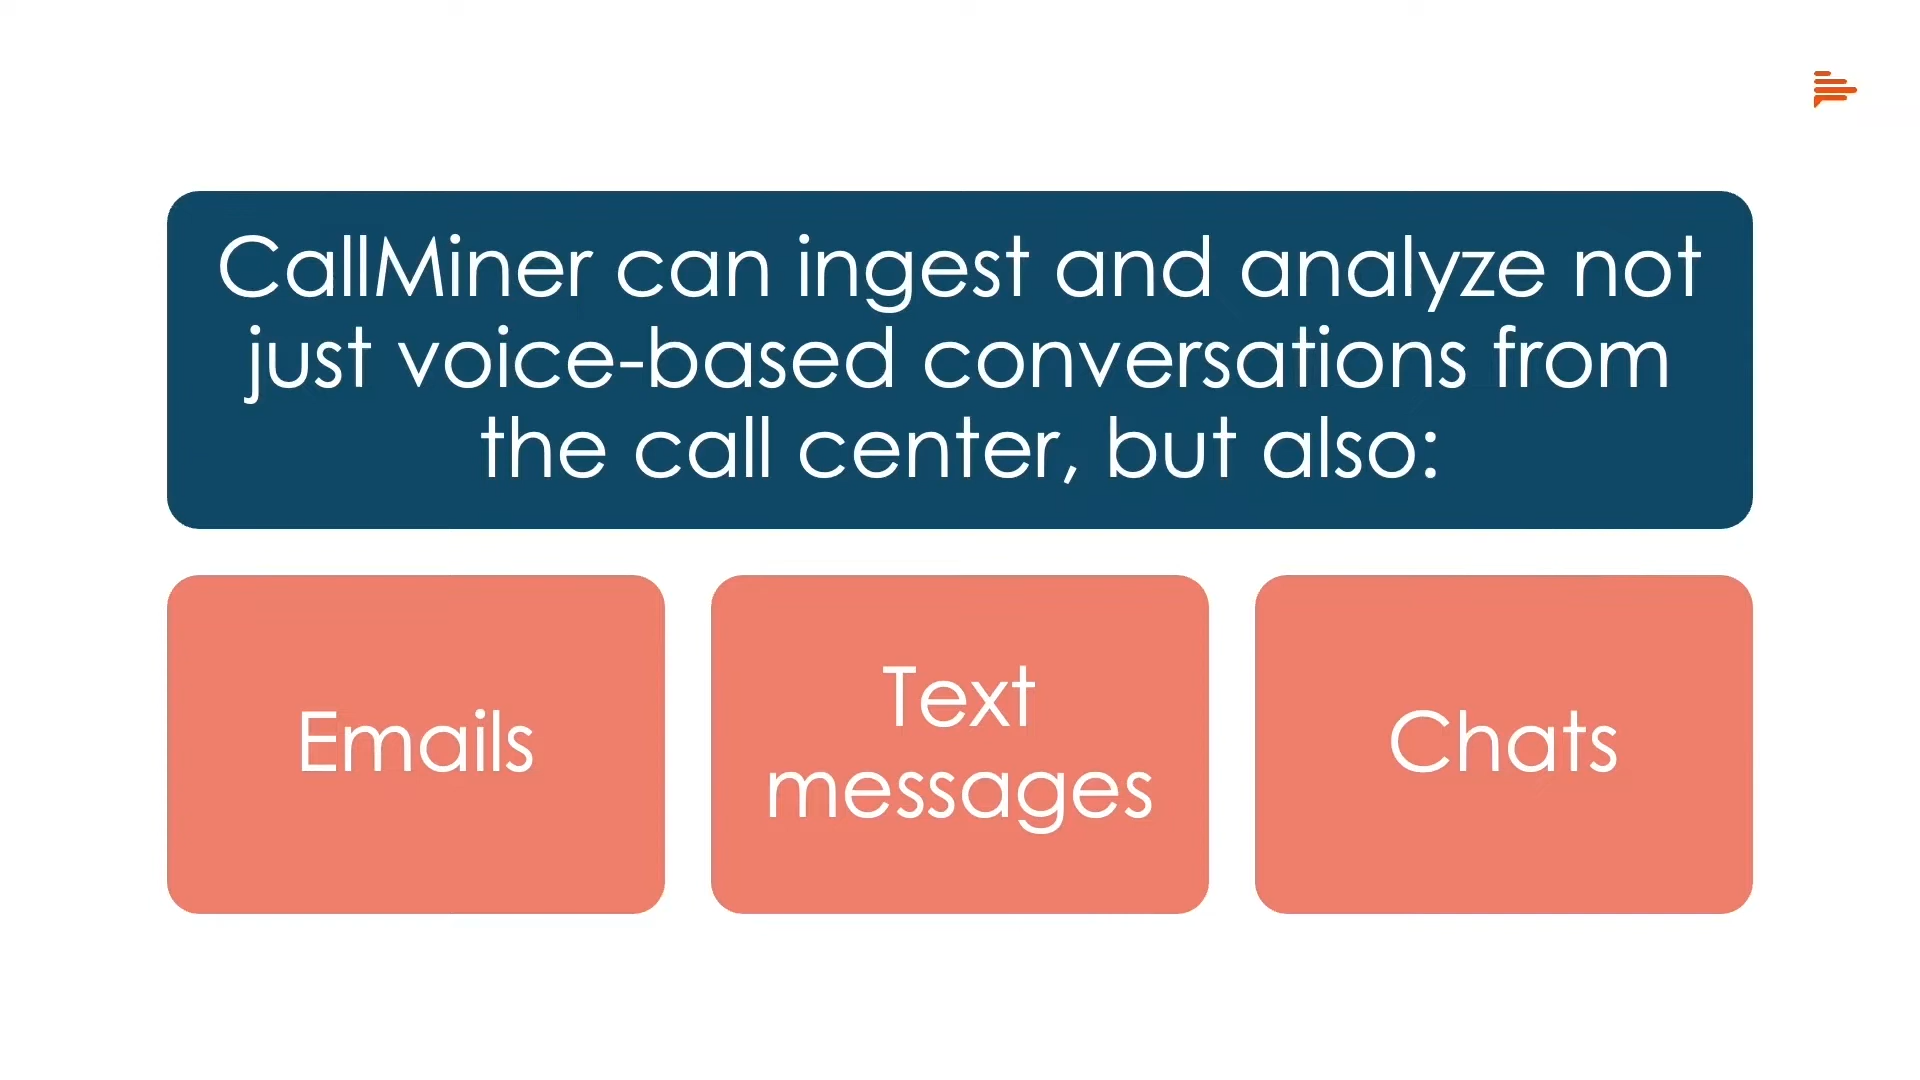 CallMiner can ingest and analyze not
just voice-based conversations from
the call center, but also:
Emails
Text
messages
Chats